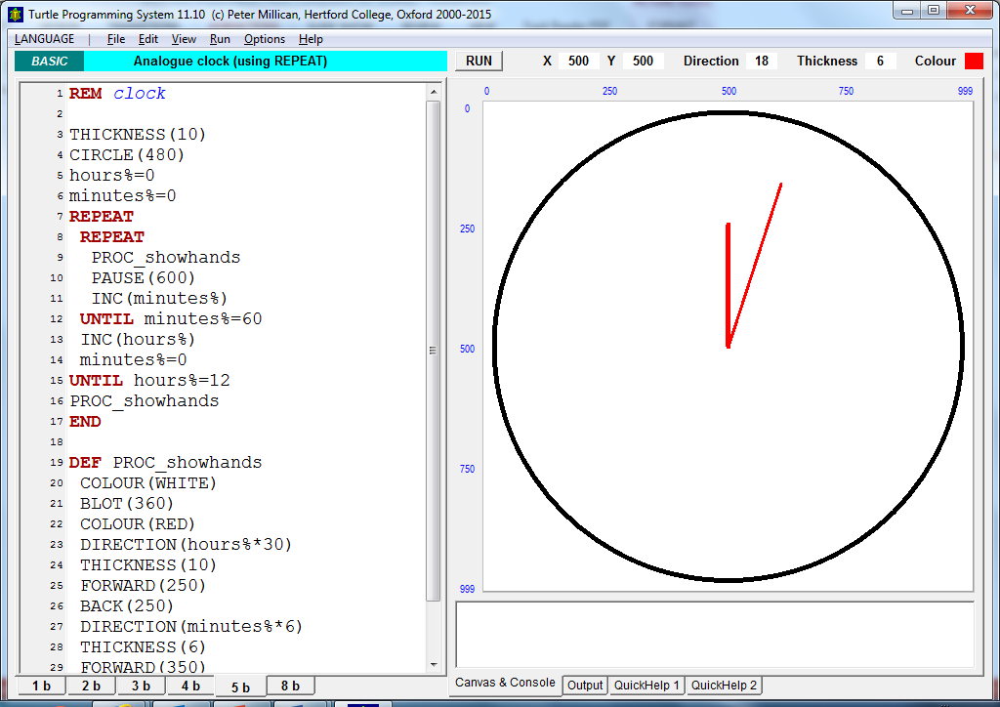 Turtle Programming System 11.10 (c) Peter Millican, Hertford College, Oxford 2000-2015
LANGUAGE | File Edit View Run Options Help
BASIC Analogue clock (using REPEAT) RUN X 500 Y 500 Direction 18 Thickness 6 Colour
1 REM clock
2
3 THICKNESS(10)
4 CIRCLE(480)
5 hours%=0
6 minutes%=0
7 REPEAT
8 REPEAT
9 PROC_showhands
10 PAUSE(600)
11 INC(minutes%)
12 UNTIL minutes%=60
13 INC(hours%)
14 minutes%=0
15 UNTIL hours%=12
16 PROC_showhands
17 END
18
19 DEF PROC_showhands
20 COLOUR(WHITE)
21 BLOT(360)
22 COLOUR(RED)
23 DIRECTION(hours%*30)
24 THICKNESS(10)
25 FORWARD(250)
26 BACK(250)
27 DIRECTION(minutes%*6)
28 THICKNESS(6)
29 FORWARD(350)
1 b 2 b 3 b 4 b 5 b 8 b
0 250 500 750 999
0
250
500
750
999
Canvas & Console Output QuickHelp 1 QuickHelp 2